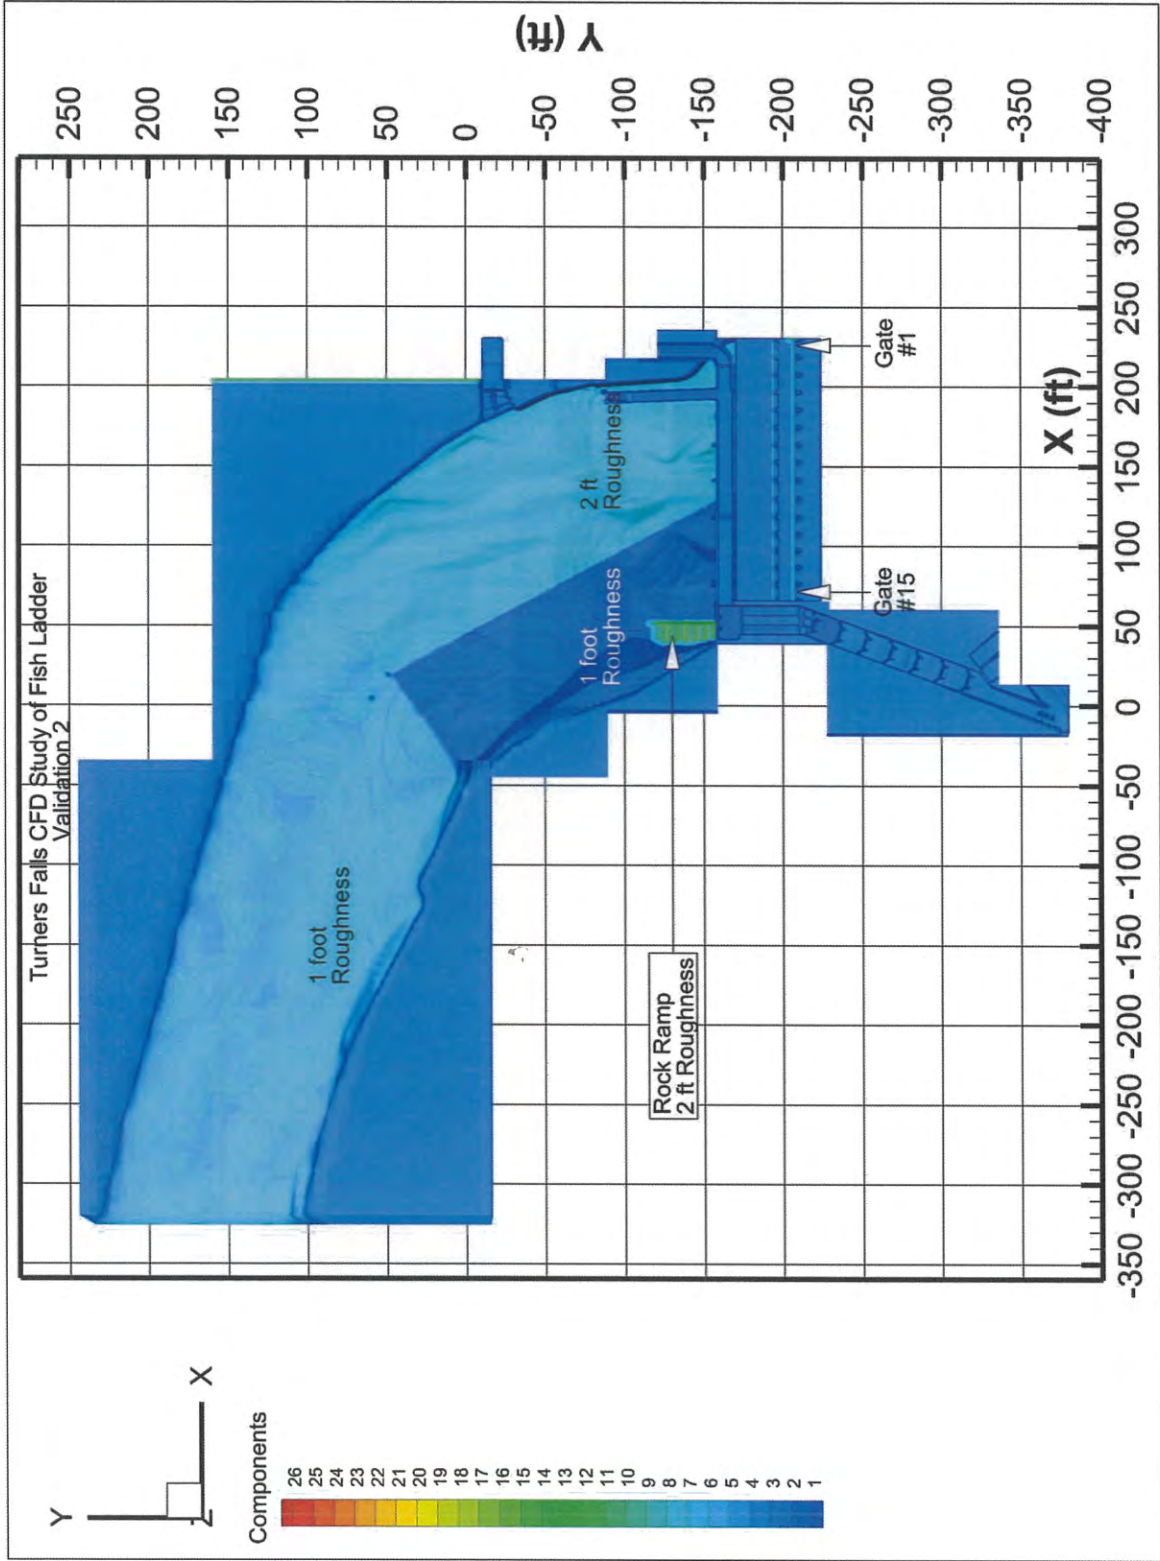 Turners Falls CFD Study of Fish Ladder
Validation 2
Y
X
Z
Components
26
25
24
23
22
21
20
19
18
17
16
15
14
13
12
11
10
9
8
7
6
5
4
3
2
1
1 foot
Roughness
2 ft
Roughness
1 foot
Roughness
Rock Ramp
2 ft Roughness
Gate
#15
Gate
#1
Y (ft)
250
200
150
100
50
0
-50
-100
-150
-200
-250
-300
-350
-400
X (ft)
-350 -300 -250 -200 -150 -100 -50 0 50 100 150 200 250 300